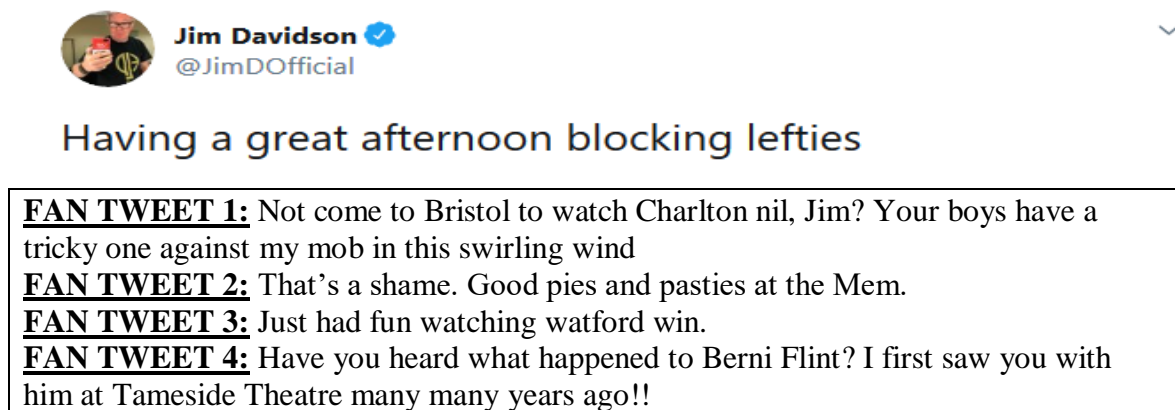 Jim Davidson
@JimDOfficial
Having a great afternoon blocking lefties
FAN TWEET 1: Not come to Bristol to watch Charlton nil, Jim? Your boys have a
tricky one against my mob in this swirling wind
FAN TWEET 2: That’s a shame. Good pies and pasties at the Mem.
FAN TWEET 3: Just had fun watching watford win.
FAN TWEET 4: Have you heard what happened to Berni Flint? I first saw you with
him at Tameside Theatre many many years ago!!